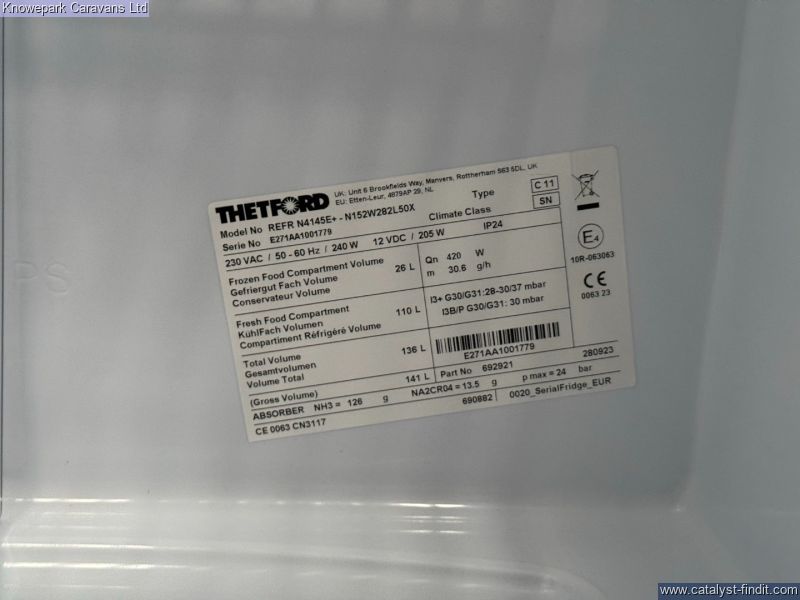 Knowepark Caravans Ltd
THETFORD
UK: Unit 6 Brookfields Way, Manvers, Rottherham S63 5DL, UK
EU: Etten-Leur, 4879AP 29, NL
Model No REFR N4145E+ - N152W282L50X Type C 11
Serie No E271AA1001779 Climate Class SN
230 VAC / 50 - 60 Hz / 240 W 12 VDC / 205 W IP24
Frozen Food Compartment Volume
Gefriergut Fach Volume 26 L
Conservateur Volume
Qn 420 W
m 30.6 g/h
Fresh Food Compartment
KühlFach Volumen 110 L
Compartiment Réfrigéré Volume
I3+ G30/G31:28-30/37 mbar
I3B/P G30/G31: 30 mbar
Total Volume
Gesamtvolumen 136 L
Volume Total
E271AA1001779
(Gross Volume) 141 L
Part No 692921 280923
ABSORBER NH3 = 126 g NA2CR04 = 13.5 g p max = 24 bar
CE 0063 CN3117 690882 0020_SerialFridge_EUR
E4
10R-063063
CE
0063 23
PS
www.catalyst-findit.com